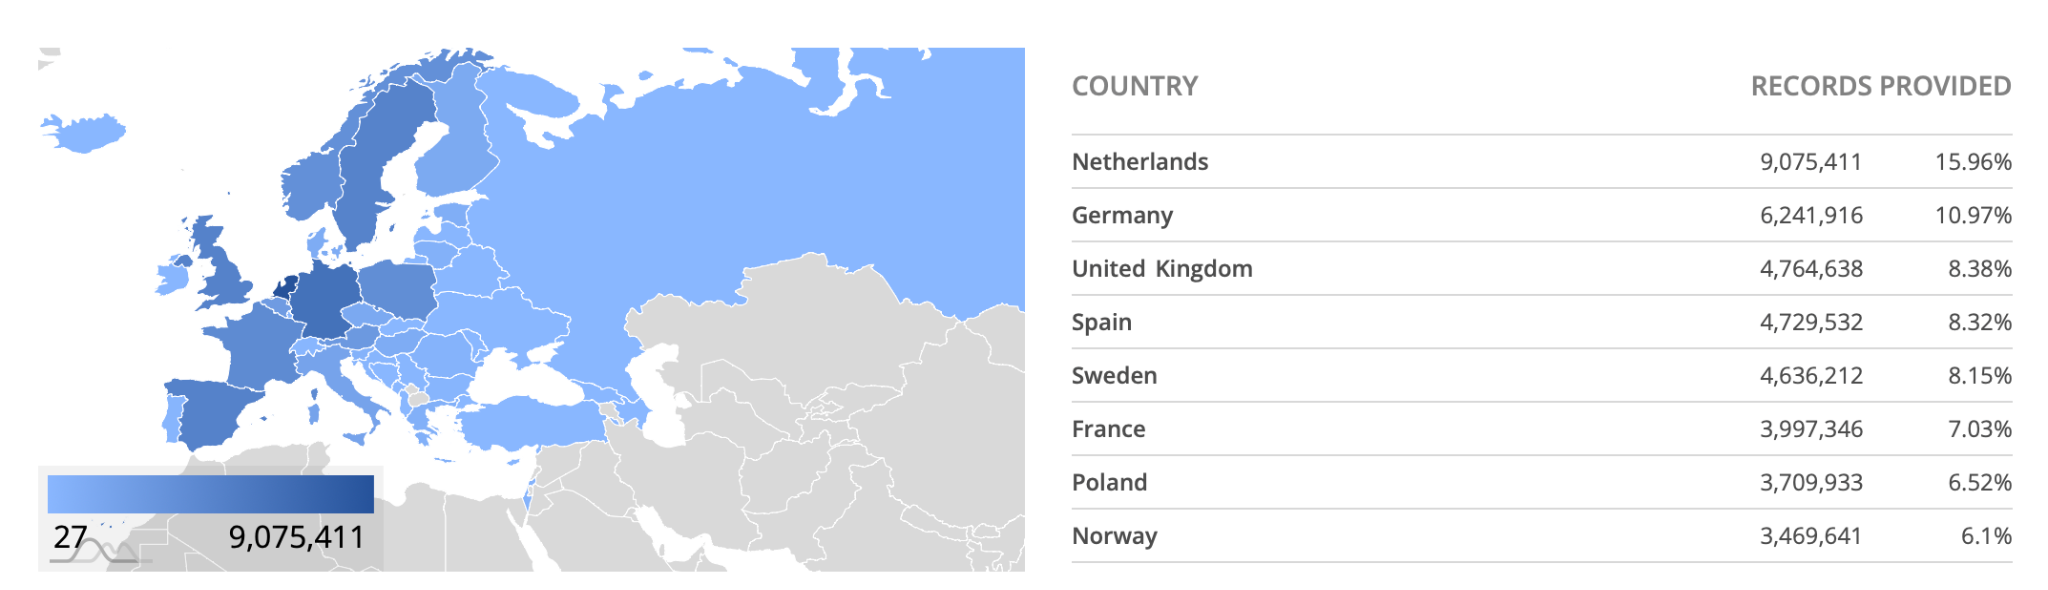 COUNTRY RECORDS PROVIDED
Netherlands 9,075,411 15.96%
Germany 6,241,916 10.97%
United Kingdom 4,764,638 8.38%
Spain 4,729,532 8.32%
Sweden 4,636,212 8.15%
France 3,997,346 7.03%
Poland 3,709,933 6.52%
Norway 3,469,641 6.1%
27 9,075,411